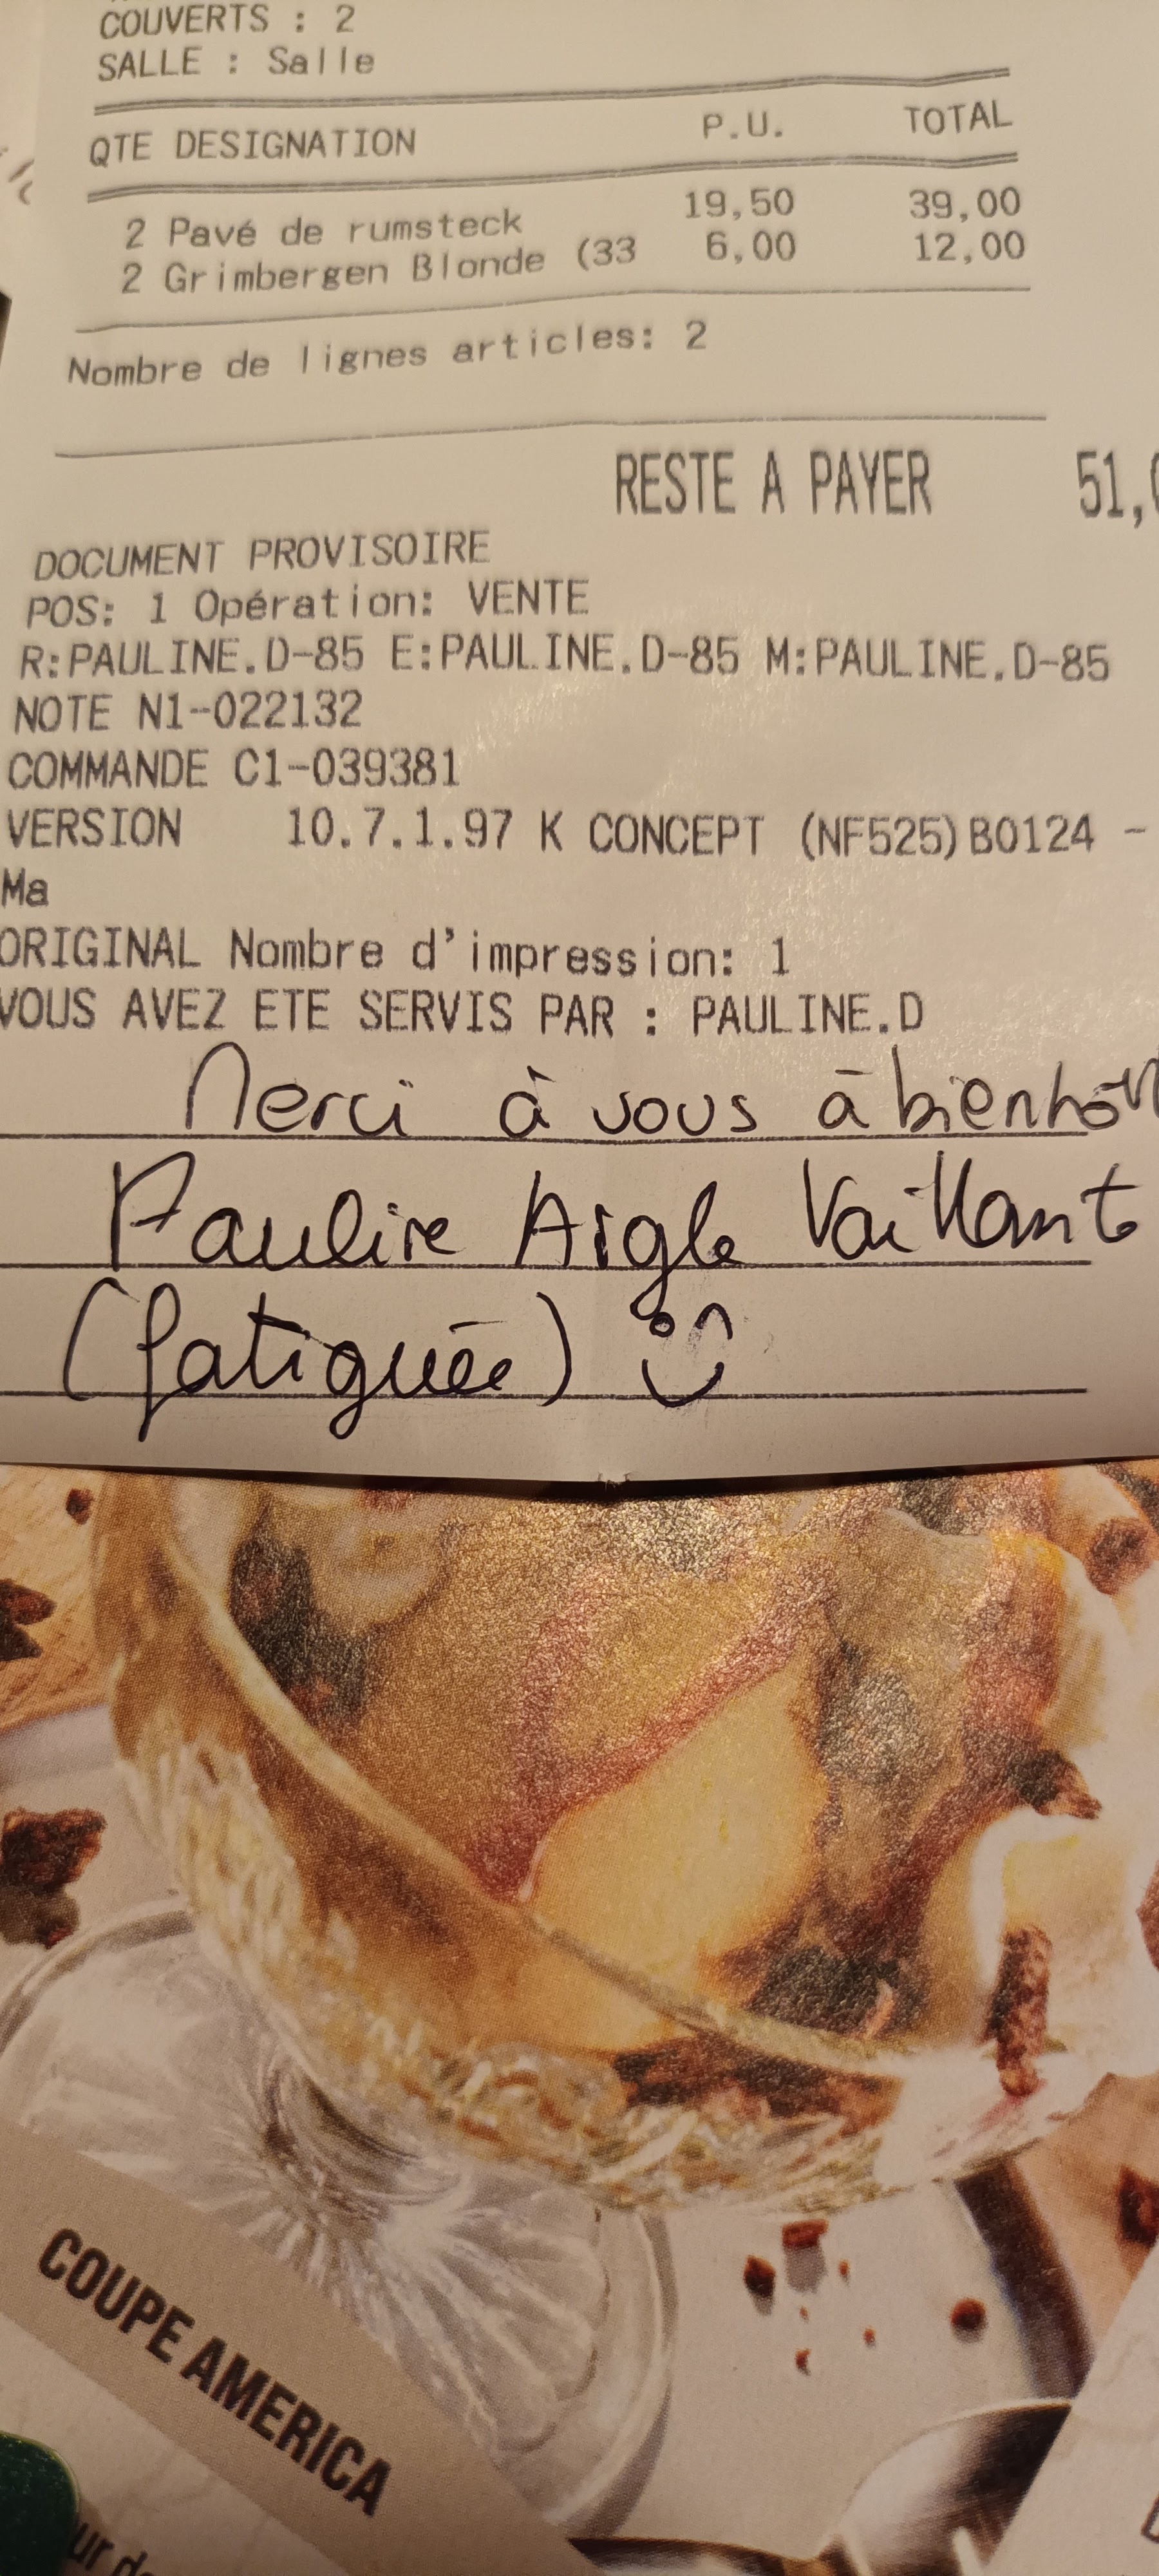 COUVERTS : 2
SALLE : Salle
QTE DESIGNATION P.U. TOTAL
2 Pavé de rumsteck 19,50 39,00
2 Grimbergen Blonde (33 6,00 12,00
Nombre de lignes articles: 2
RESTE A PAYER 51,
DOCUMENT PROVISOIRE
POS: 1 Opération: VENTE
R:PAULINE.D-85 E:PAULINE.D-85 M:PAULINE.D-85
NOTE N1-022132
COMMANDE C1-039381
VERSION 10.7.1.97 K CONCEPT (NF525)B0124 -
Ma
ORIGINAL Nombre d'impression: 1
VOUS AVEZ ETE SERVIS PAR : PAULINE.D
Merci à vous à bientôt
Pauline Aigle Vaillant
(fatiguée) :)
COUPE AMERICA